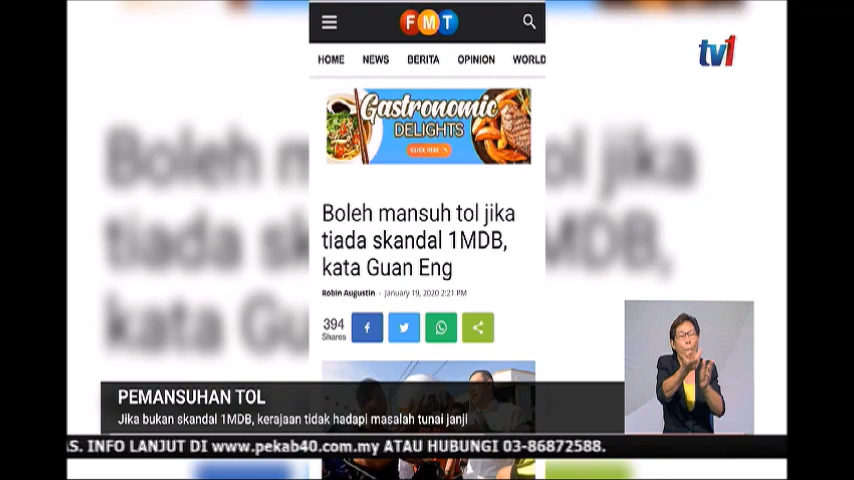 FMT
tv1
HOME NEWS BERITA OPINION WORLD
Gastronomic
DELIGHTS
CLICK HERE
Boleh mansuh tol jika
tiada skandal 1MDB,
kata Guan Eng
Robin Augustin - January 19, 2020 2:21 PM
394
Shares
PEMANSUHAN TOL
Jika bukan skandal 1MDB, kerajaan tidak hadapi masalah tunai janji
AS. INFO LANJUT DI www.pekab40.com.my ATAU HUBUNGI 03-86872588.